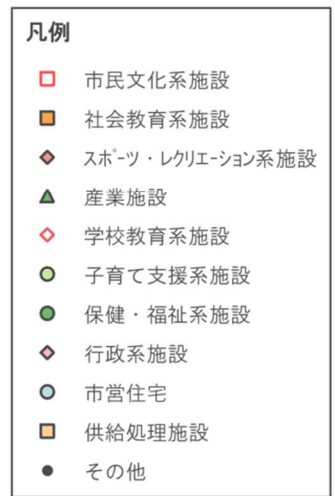 凡例
市民文化系施設
社会教育系施設
スポーツ・レクリエーション系施設
産業施設
学校教育系施設
子育て支援系施設
保健・福祉系施設
行政系施設
市営住宅
供給処理施設
その他